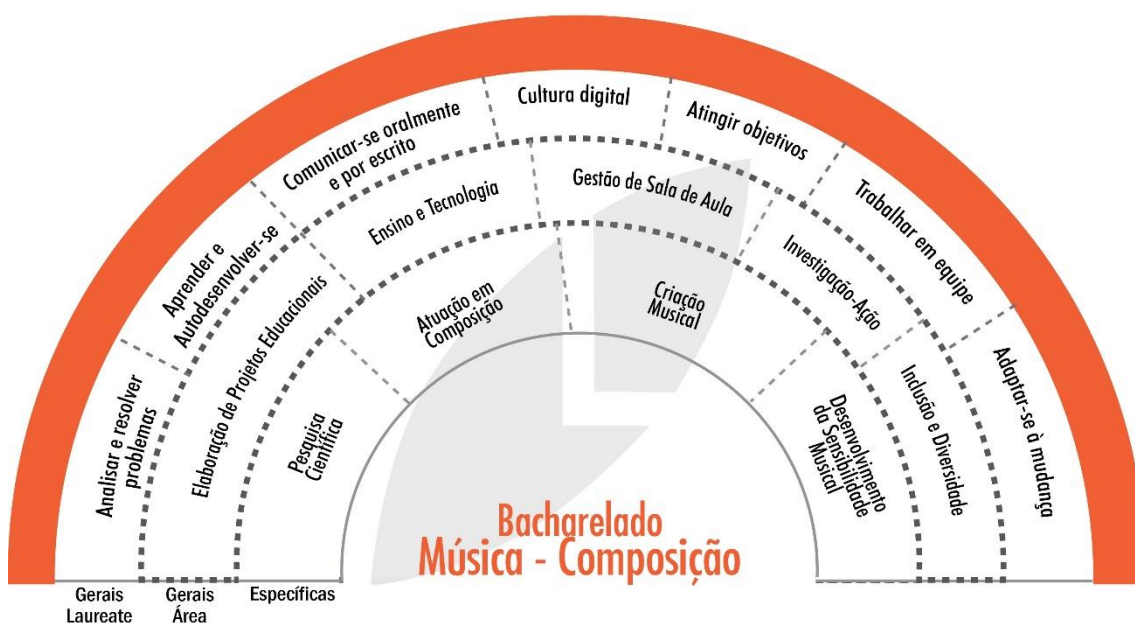 Analisar e resolver
problemas
Aprender e
Autodesenvolver-se
Comunicar-se oralmente
e por escrito
Cultura digital
Atingir objetivos
Trabalhar em equipe
Adaptar-se à mudança
Elaboração de Projetos Educacionais
Ensino e Tecnologia
Gestão de Sala de Aula
Investigação-Ação
Inclusão e Diversidade
Pesquisa
Científica
Atuação em
Composição
Criação
Musical
Desenvolvimento
da Sensibilidade
Musical
Bacharelado
Música - Composição
Gerais
Laureate
Gerais
Área
Específicas